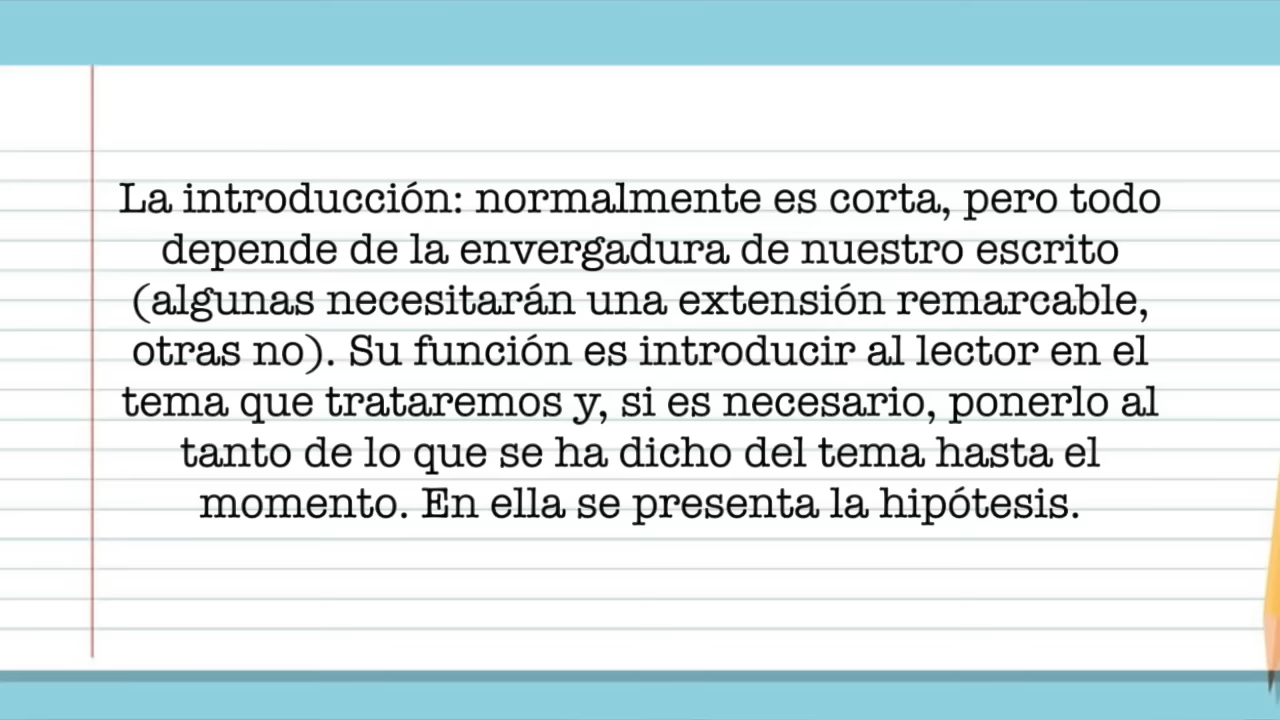 La introducción: normalmente es corta, pero todo
depende de la envergadura de nuestro escrito
(algunas necesitarán una extensión remarcable,
otras no). Su función es introducir al lector en el
tema que trataremos y, si es necesario, ponerlo al
tanto de lo que se ha dicho del tema hasta el
momento. En ella se presenta la hipótesis.